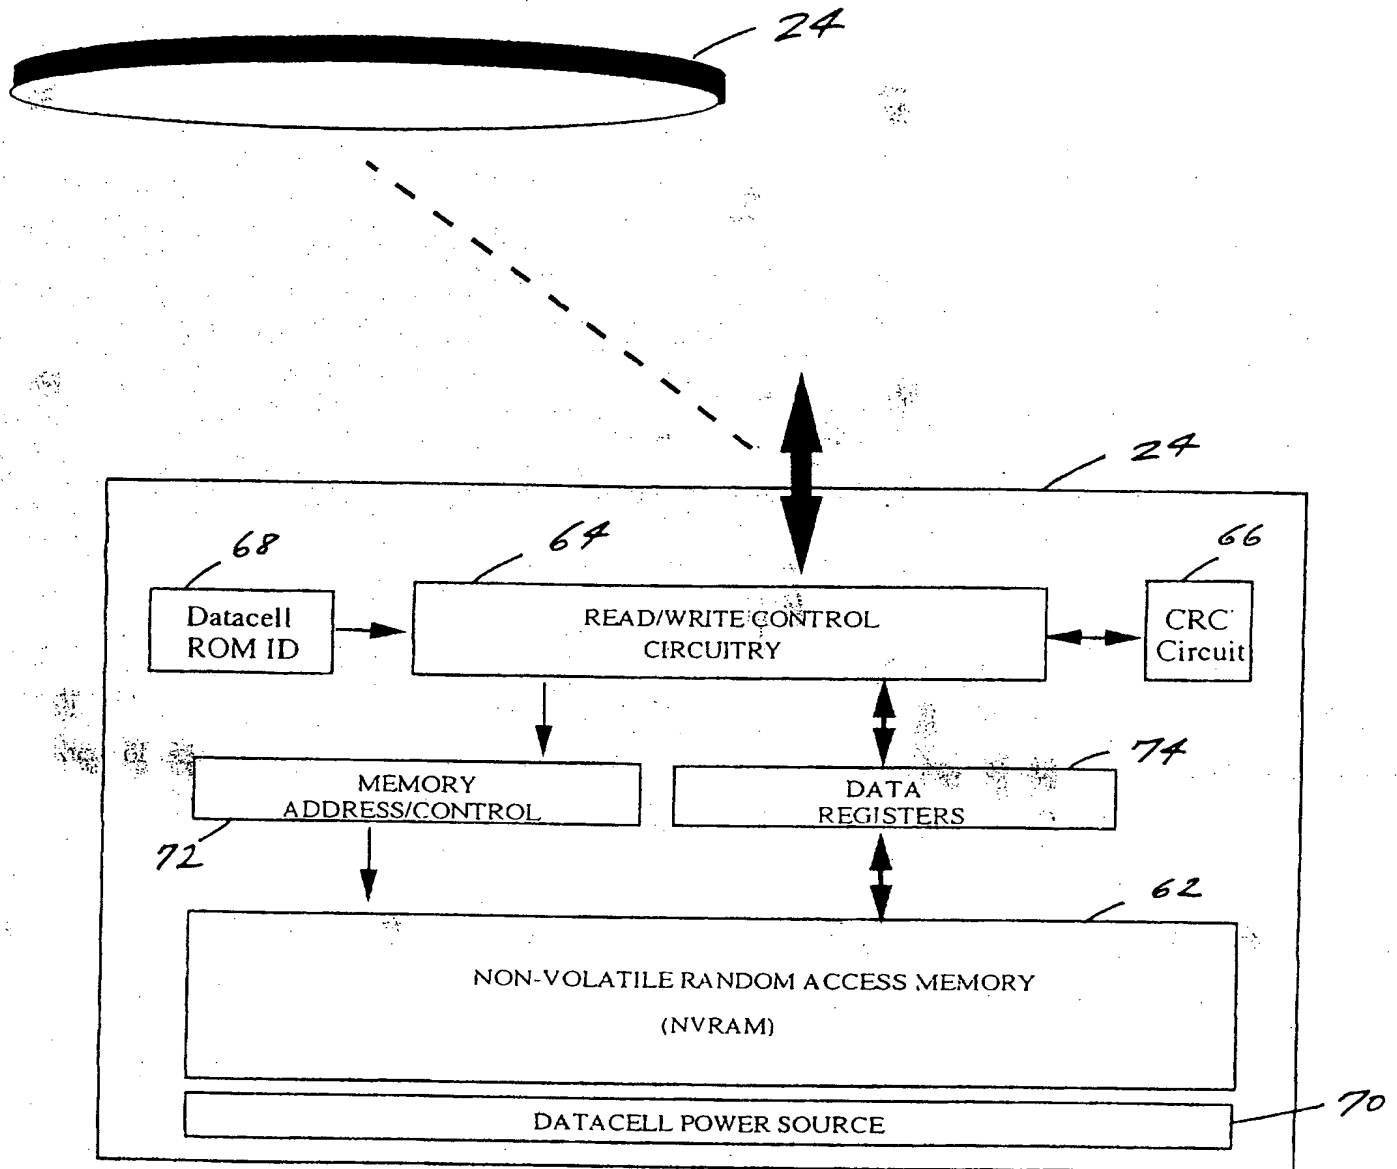 24
24
68
64
66
Datacell
ROM ID
READ/WRITE CONTROL
CIRCUITRY
CRC
Circuit
74
MEMORY
ADDRESS/CONTROL
DATA
REGISTERS
72
62
NON-VOLATILE RANDOM ACCESS MEMORY
(NVRAM)
70
DATACELL POWER SOURCE